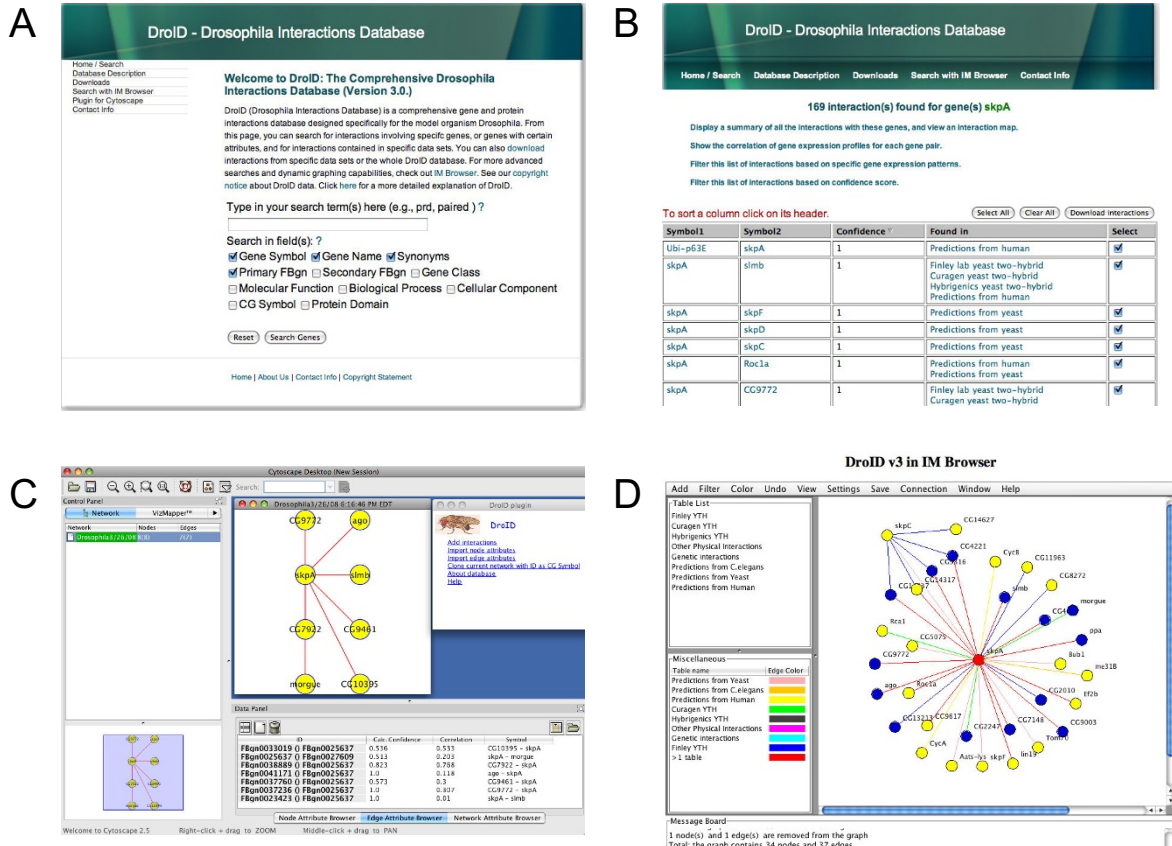 A
DroID - Drosophila Interactions Database
Home / Search
Database Description
Downloads
Search with IM Browser
Plugin for Cytoscape
Contact Info
Welcome to DroID: The Comprehensive Drosophila
Interactions Database (Version 3.0.)
DroID (Drosophila Interactions Database) is a comprehensive gene and protein
interactions database designed specifically for the model organism Drosophila. From
this page, you can search for interactions involving specifc genes, or genes with certain
attributes, and for interactions contained in specific data sets. You can also download
interactions from specific data sets or the whole DroID database. For more advanced
searches and dynamic graphing capabilities, check out IM Browser. See our copyright
notice about DroID data. Click here for a more detailed explanation of DroID.
Type in your search term(s) here (e.g., prd, paired ) ?
Search in field(s): ?
Gene Symbol Gene Name Synonyms
Primary FBgn Secondary FBgn Gene Class
Molecular Function Biological Process Cellular Component
CG Symbol Protein Domain
Reset Search Genes
Home | About Us | Contact Info | Copyright Statement
B
DroID - Drosophila Interactions Database
Home / Search Database Description Downloads Search with IM Browser Contact Info
169 interaction(s) found for gene(s) skpA
Display a summary of all the interactions with these genes, and view an interaction map.
Show the correlation of gene expression profiles for each gene pair.
Filter this list of interactions based on specific gene expression patterns.
Filter this list of interactions based on confidence score.
To sort a column click on its header.
Select All Clear All Download interactions
Symbol1 Symbol2 Confidence Found in Select
Ubi-p63E skpA 1 Predictions from human
skpA slmb 1 Finley lab yeast two-hybrid
Curagen yeast two-hybrid
Hybrigenics yeast two-hybrid
Predictions from human
skpA skpF 1 Predictions from yeast
skpA skpD 1 Predictions from yeast
skpA skpC 1 Predictions from yeast
skpA Roc1a 1 Predictions from human
Predictions from yeast
skpA CG9772 1 Finley lab yeast two-hybrid
Curagen yeast two-hybrid
C
Cytoscape Desktop (New Session)
Search:
Control Panel
Network VizMapper™
Network Nodes Edges
Drosophila3/26/08 8(0) 7(7)
Drosophila3/26/08 6:16:46 PM EDT
CG9772
ago
skpA
slmb
CG7922
CG9461
morgue
CG10395
DroID plugin
DroID
Add interactions
Import node attributes
Import edge attributes
Clone current network with ID as CG Symbol
About database
Help
Data Panel
ID Calc. Confidence Correlation Symbol
FBgn0033019 () FBgn0025637 0.536 0.533 CG10395 - skpA
FBgn0025637 () FBgn0027609 0.513 0.203 skpA - morgue
FBgn0038889 () FBgn0025637 0.823 0.768 CG7922 - skpA
FBgn0041171 () FBgn0025637 1.0 0.118 ago - skpA
FBgn0037760 () FBgn0025637 0.573 0.3 CG9461 - skpA
FBgn0037236 () FBgn0025637 1.0 0.307 CG9772 - skpA
FBgn0023423 () FBgn0025637 1.0 0.01 skpA - slmb
Node Attribute Browser Edge Attribute Browser Network Attribute Browser
Welcome to Cytoscape 2.5 Right-click + drag to ZOOM Middle-click + drag to PAN
D
DroID v3 in IM Browser
Add Filter Color Undo View Settings Save Connection Window Help
Table List
Finley YTH
Curagen YTH
Hybrigenics YTH
Other Physical Interactions
Genetic interactions
Predictions from C.elegans
Predictions from Yeast
Predictions from Human
Miscellaneous
Table name Edge Color
Predictions from Yeast
Predictions from C.elegans
Predictions from Human
Curagen YTH
Hybrigenics YTH
Other Physical Interactions
Genetic interactions
Finley YTH
>1 table
skpC
CG14627
CG4221
CycB
CG11963
CG14317
CG8272
slmb
morgue
Rca1
CG5075
ppa
skpA
Bub1
me31B
CG9772
ago
Roc1a
CG2010
Ef2b
CG13213
CG9617
CG2247
CG7148
CG9003
Tom70
CycA
Aats-lys
skpF
lin19
Message Board
1 node(s) and 1 edge(s) are removed from the graph
Total: the graph contains 34 nodes and 37 edges